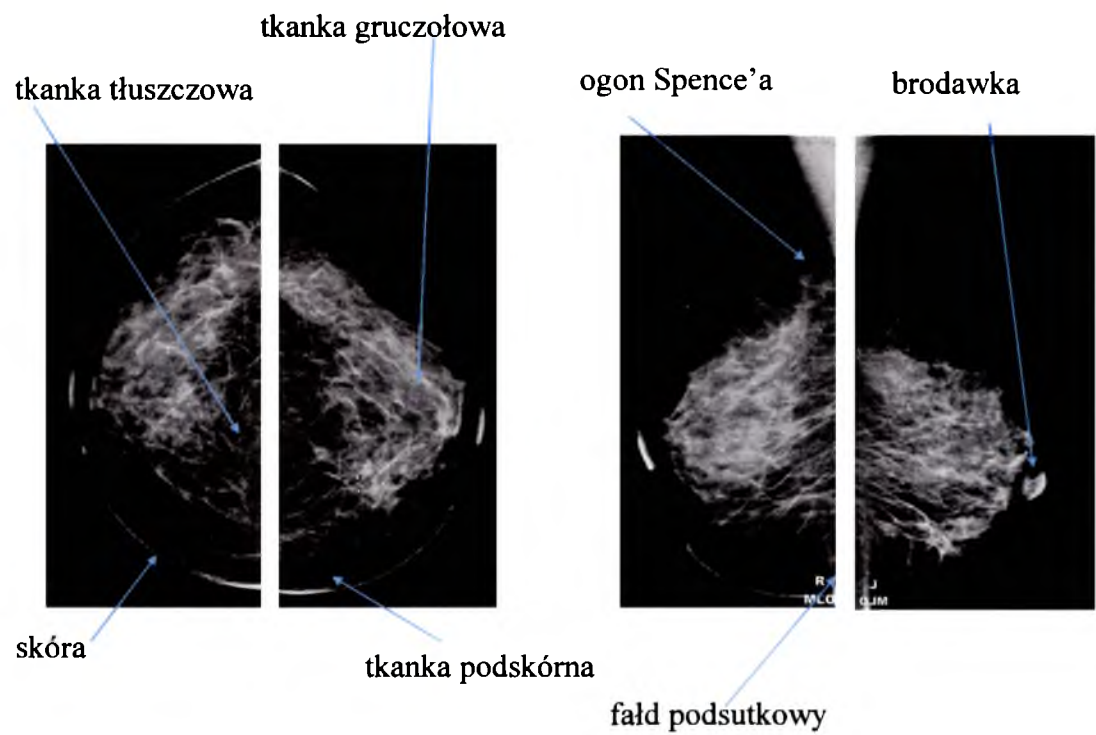 tkanka gruczołowa
tkanka tłuszczowa
ogon Spence’a
brodawka
R
MLO
skóra
tkanka podskórna
fałd podsutkowy